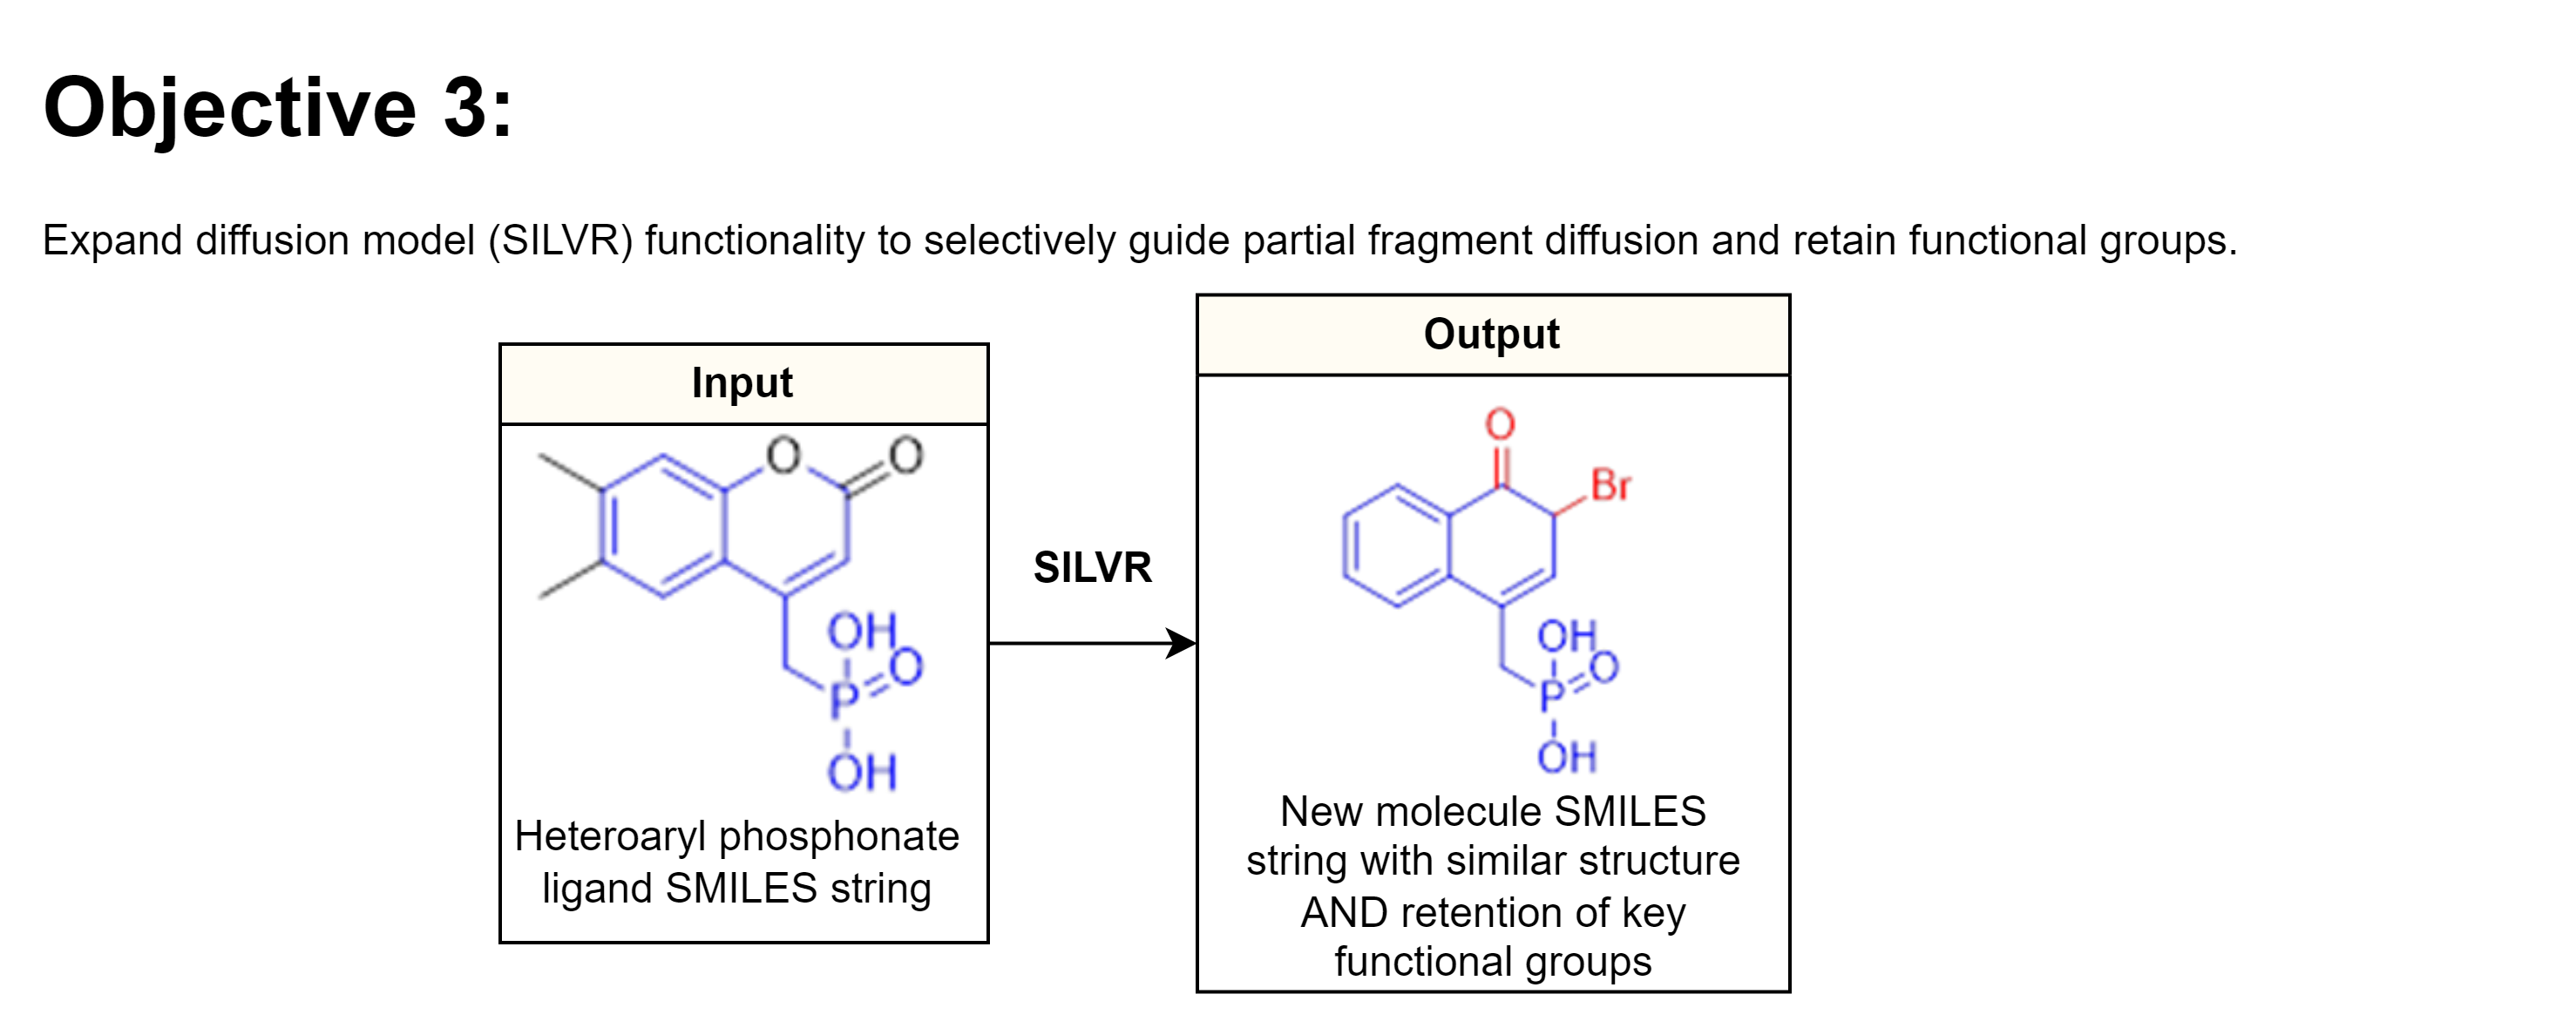 Objective 3:
Expand diffusion model (SILVR) functionality to selectively guide partial fragment diffusion and retain functional groups.
Input
O
O
OH
O
P
OH
Heteroaryl phosphonate
ligand SMILES string
SILVR
Output
O
Br
OH
O
P
OH
New molecule SMILES
string with similar structure
AND retention of key
functional groups